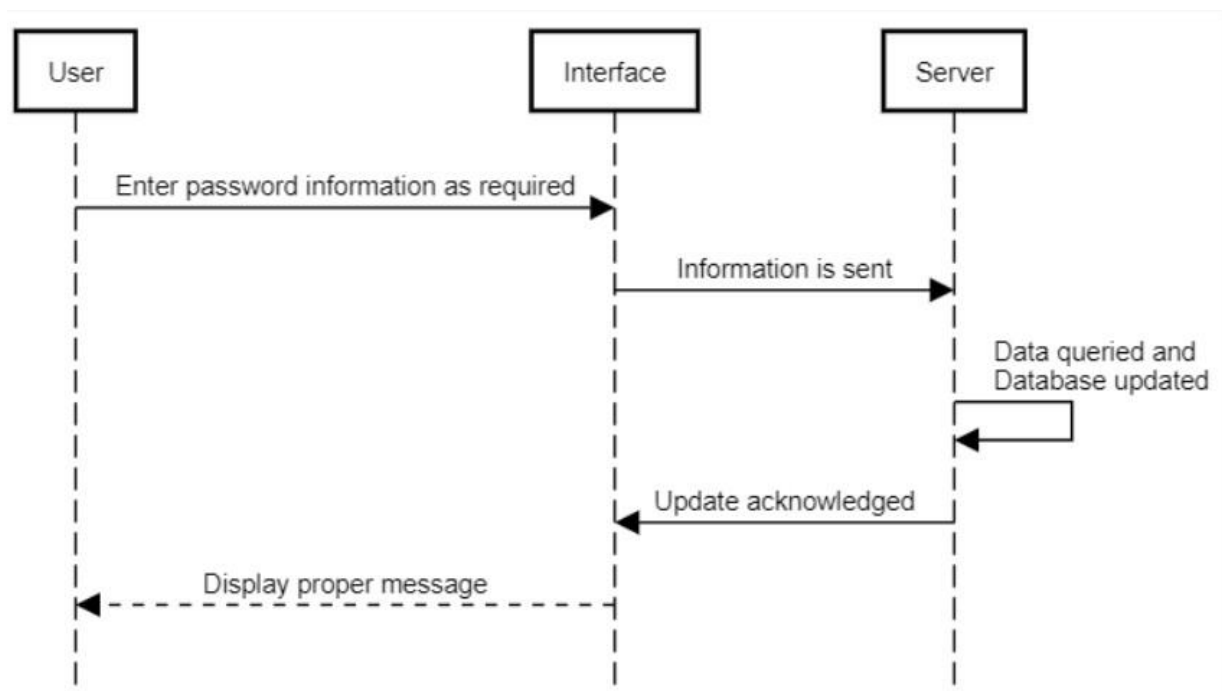 User
Interface
Server
Enter password information as required
Information is sent
Data queried and
Database updated
Update acknowledged
Display proper message